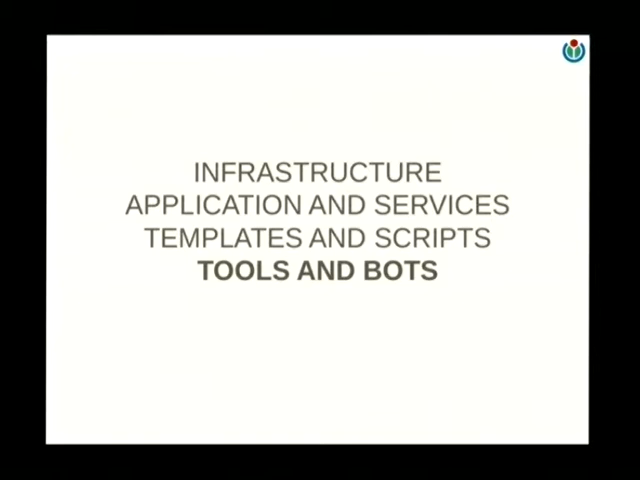 INFRASTRUCTURE
APPLICATION AND SERVICES
TEMPLATES AND SCRIPTS
TOOLS AND BOTS